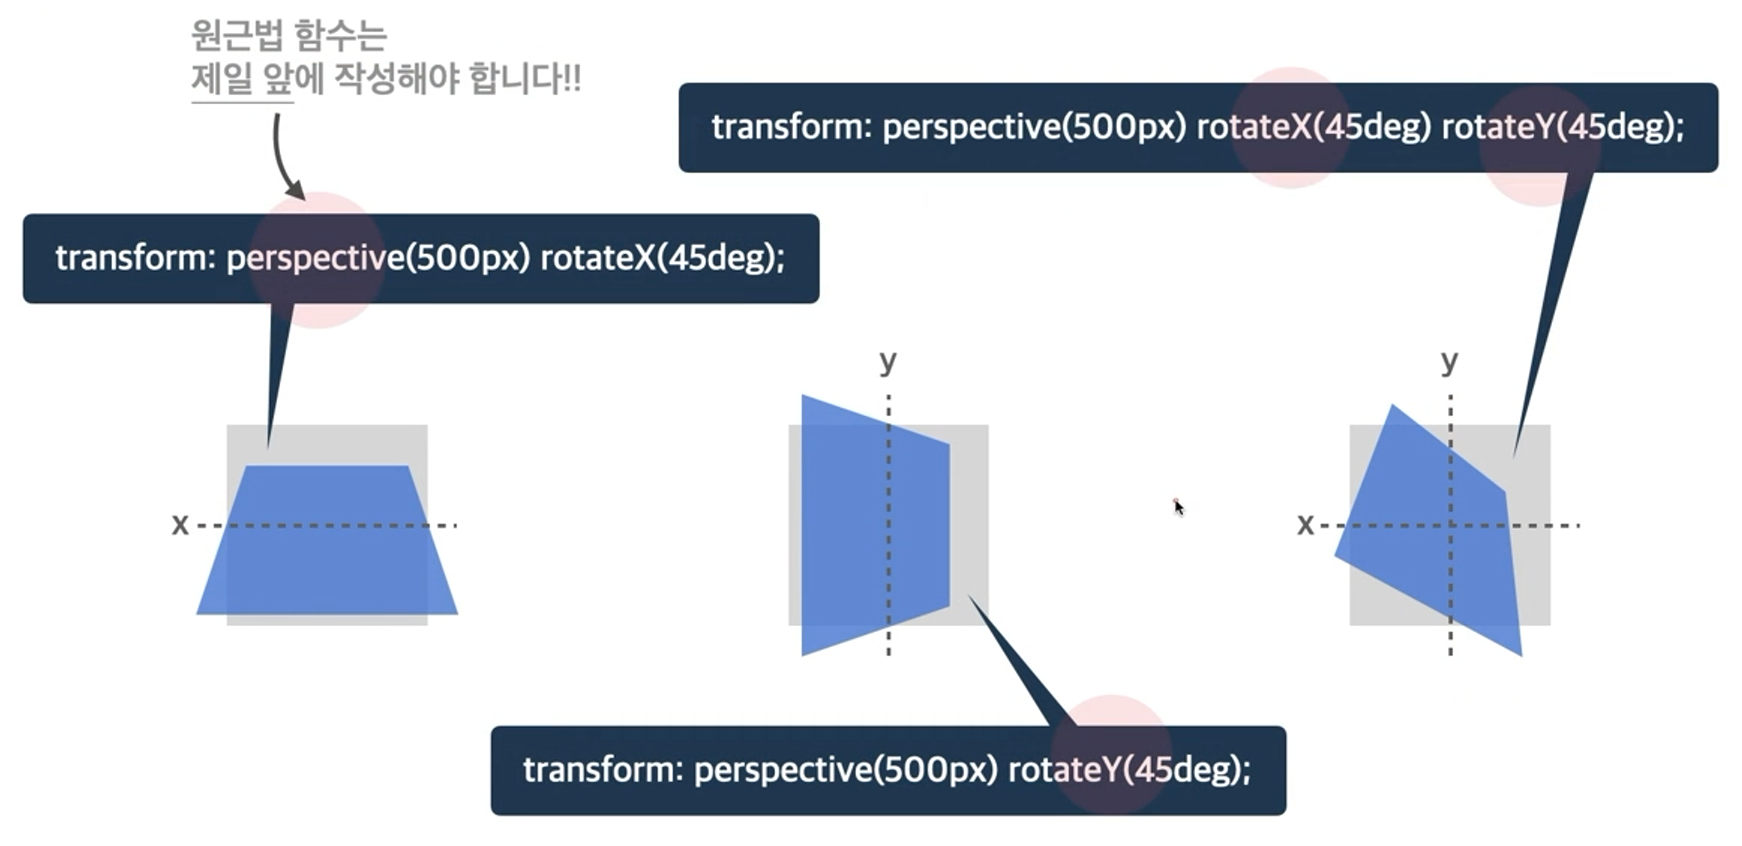 원근법 함수는
제일 앞에 작성해야 합니다!!
transform: perspective(500px) rotateX(45deg) rotateY(45deg);
transform: perspective(500px) rotateX(45deg);
y
y
x
x
transform: perspective(500px) rotateY(45deg);